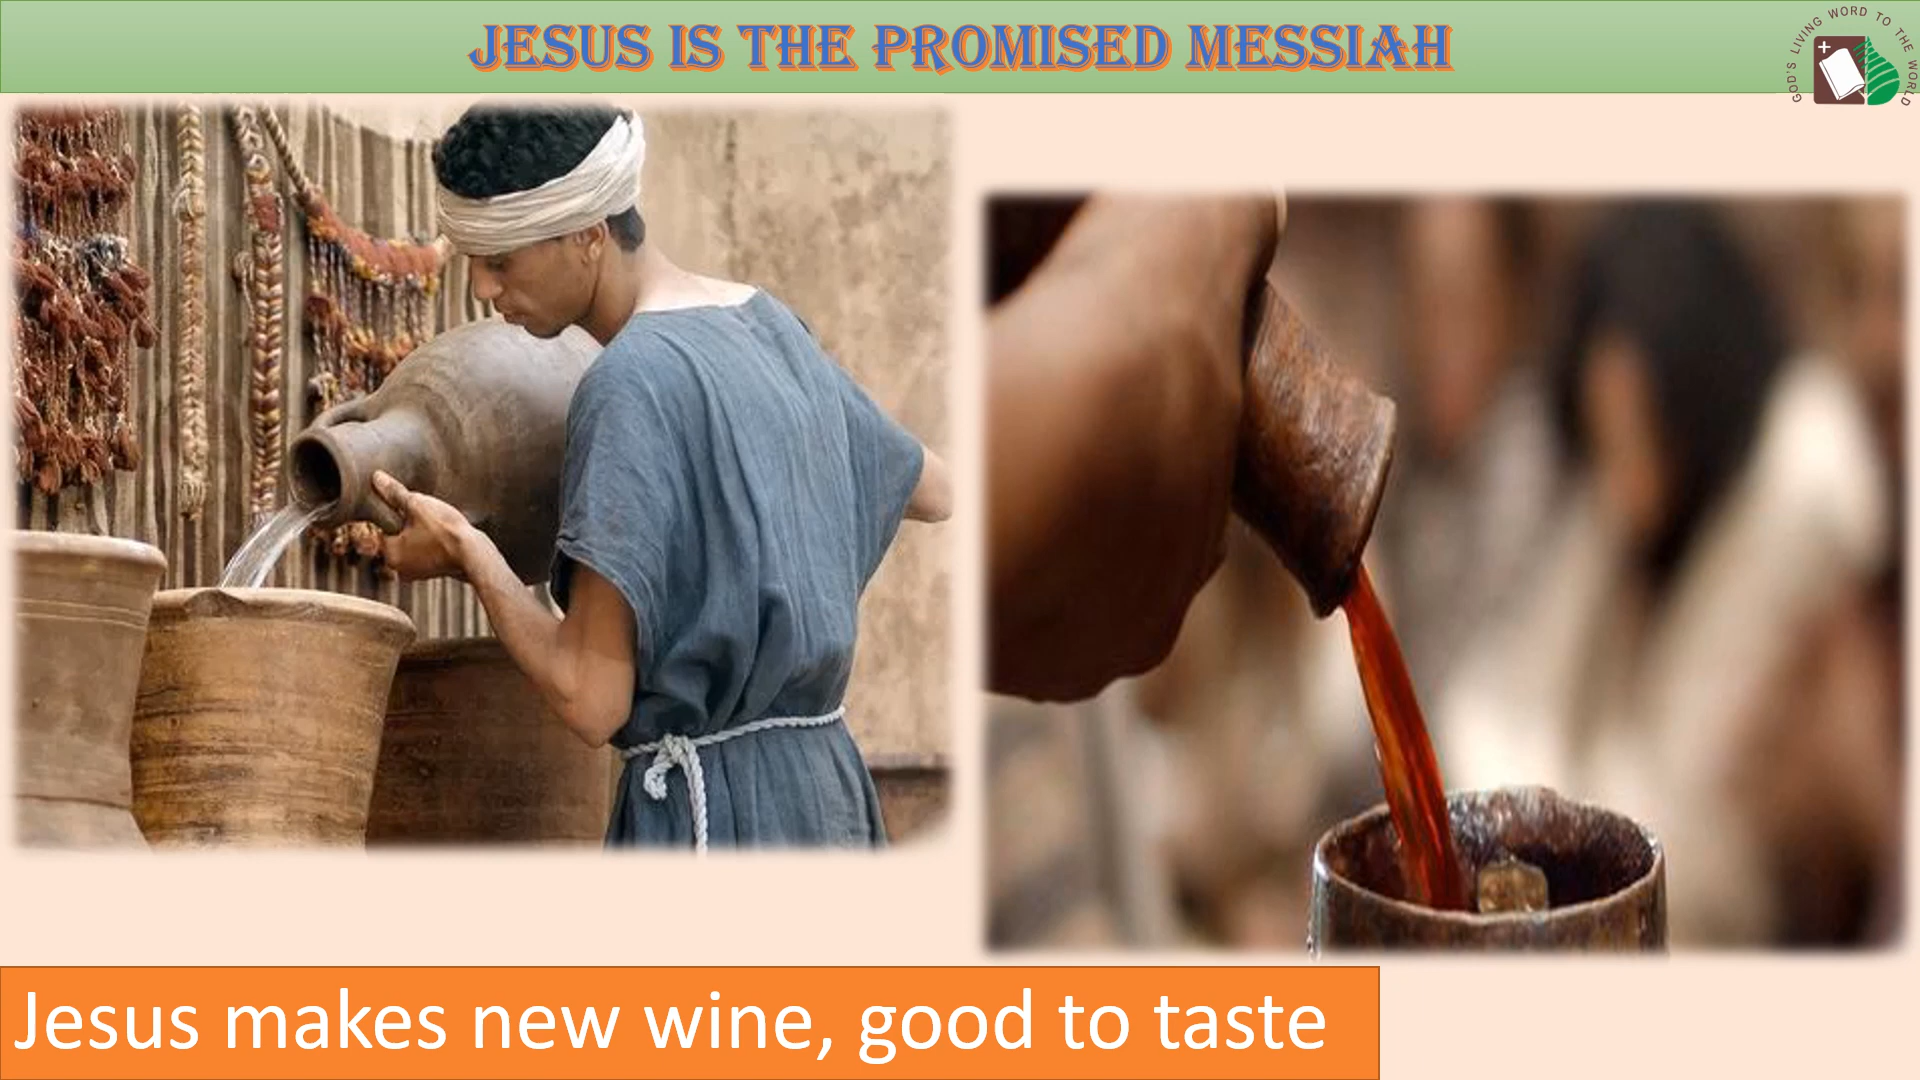 JESUS IS THE PROMISED MESSIAH
GOD'S LIVING WORD TO THE WORLD
Jesus makes new wine, good to taste